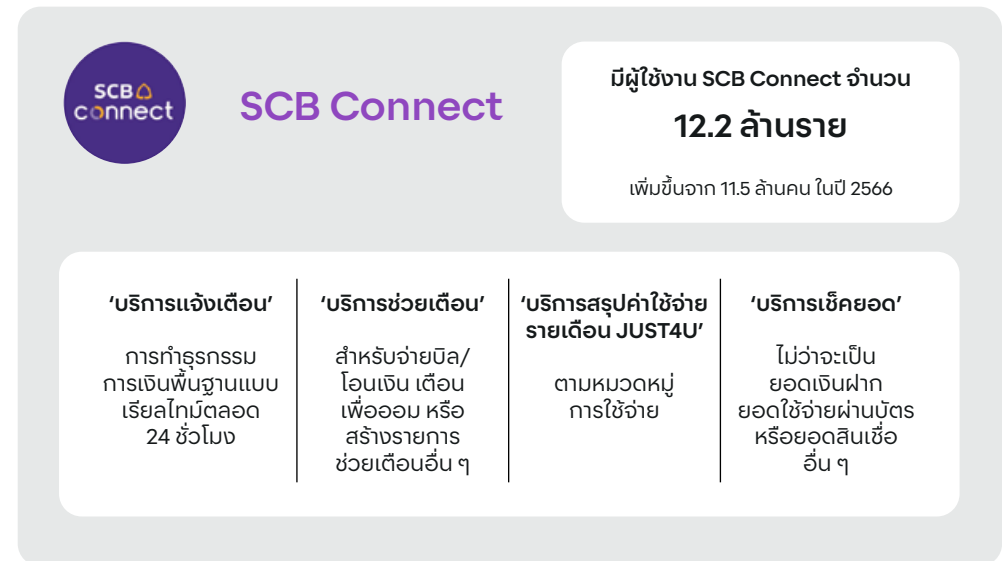 SCB
connect
SCB Connect
มีผู้ใช้งาน SCB Connect จำนวน
12.2 ล้านราย
เพิ่มขึ้นจาก 11.5 ล้านคน ในปี 2566
‘บริการแจ้งเตือน’
การทำธุรกรรม
การเงินพื้นฐานแบบ
เรียลไทม์ตลอด
24 ชั่วโมง
‘บริการช่วยเตือน’
สำหรับจ่ายบิล/
โอนเงิน เตือน
เพื่อออม หรือ
สร้างรายการ
ช่วยเตือนอื่น ๆ
‘บริการสรุปค่าใช้จ่าย
รายเดือน JUST4U’
ตามหมวดหมู่
การใช้จ่าย
‘บริการเช็คยอด’
ไม่ว่าจะเป็น
ยอดเงินฝาก
ยอดใช้จ่ายผ่านบัตร
หรือยอดสินเชื่อ
อื่น ๆ